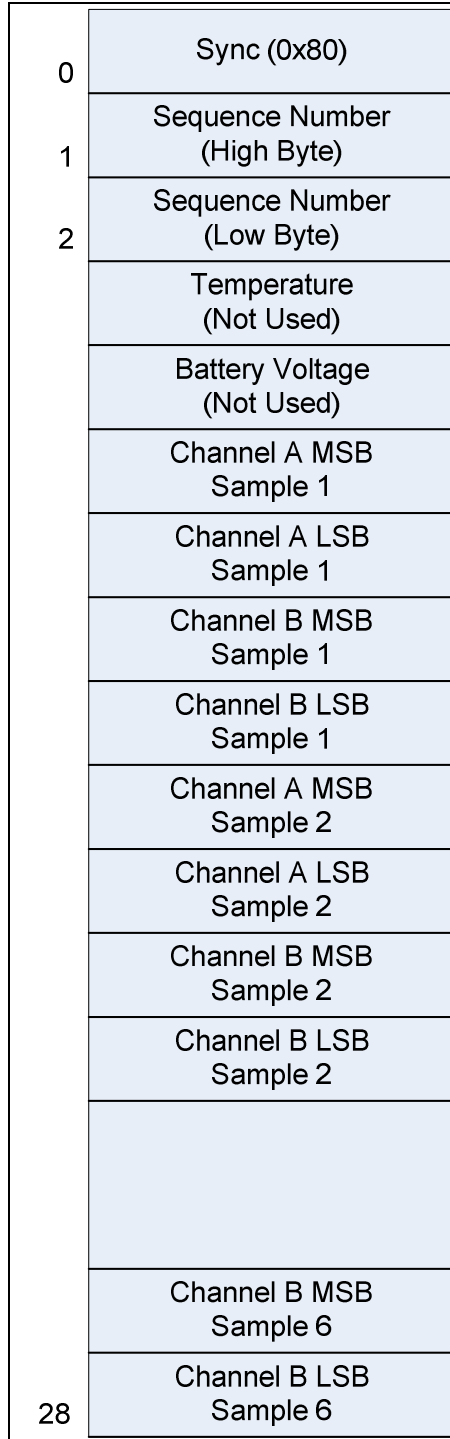 0
Sync (0x80)
1
Sequence Number
(High Byte)
2
Sequence Number
(Low Byte)
Temperature
(Not Used)
Battery Voltage
(Not Used)
Channel A MSB
Sample 1
Channel A LSB
Sample 1
Channel B MSB
Sample 1
Channel B LSB
Sample 1
Channel A MSB
Sample 2
Channel A LSB
Sample 2
Channel B MSB
Sample 2
Channel B LSB
Sample 2
Channel B MSB
Sample 6
28
Channel B LSB
Sample 6